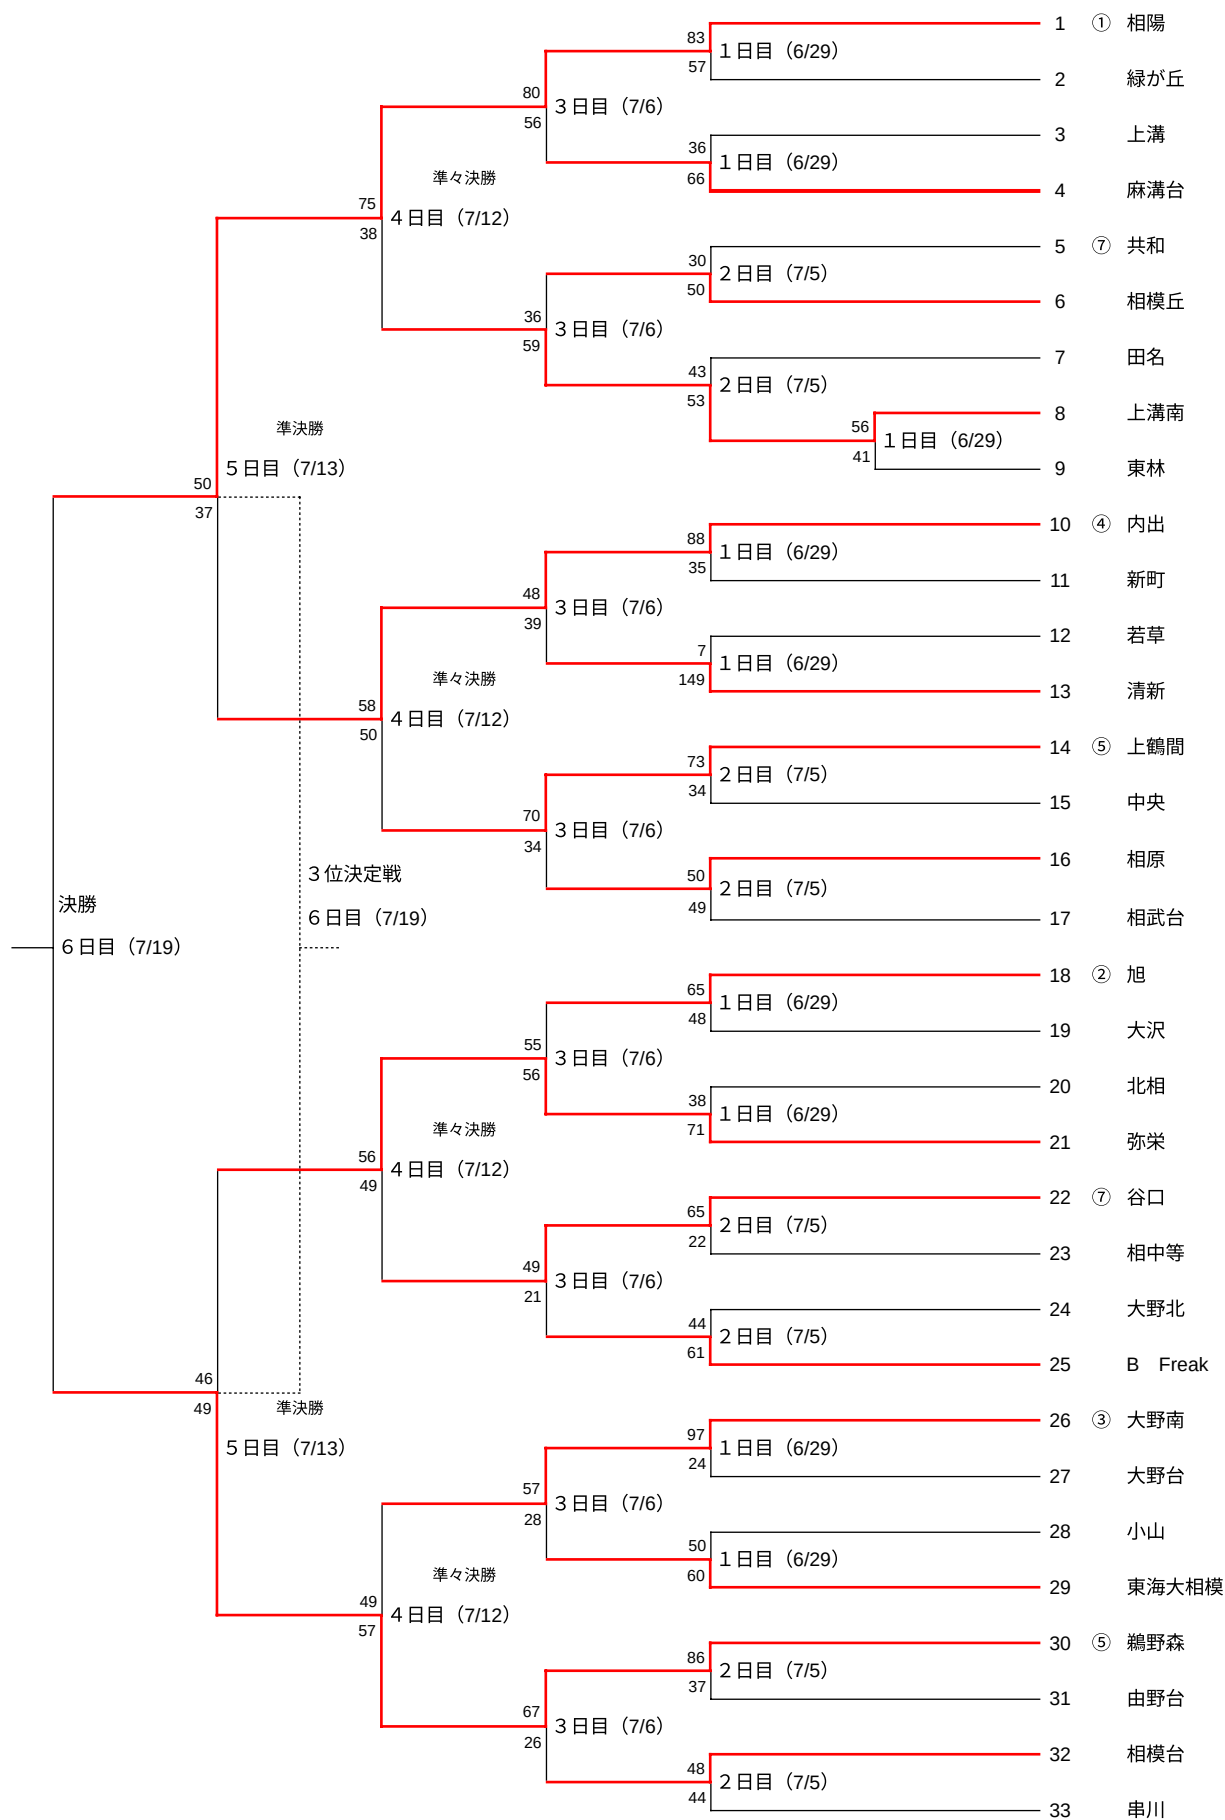 1 ① 相陽
83
１日目（6/29）
57
2 緑が丘
80
３日目（7/6）
56
3 上溝
36
１日目（6/29）
66
4 麻溝台
準々決勝
75
４日目（7/12）
38
5 ⑦ 共和
30
２日目（7/5）
50
6 相模丘
36
３日目（7/6）
59
7 田名
43
２日目（7/5）
53
8 上溝南
56
１日目（6/29）
41
9 東林
準決勝
５日目（7/13）
50
37
10 ④ 内出
88
１日目（6/29）
35
11 新町
48
３日目（7/6）
39
12 若草
7
１日目（6/29）
149
13 清新
準々決勝
58
４日目（7/12）
50
14 ⑤ 上鶴間
73
２日目（7/5）
34
15 中央
70
３日目（7/6）
34
16 相原
50
２日目（7/5）
49
17 相武台
３位決定戦
６日目（7/19）
決勝
６日目（7/19）
18 ② 旭
65
１日目（6/29）
48
19 大沢
55
３日目（7/6）
56
20 北相
38
１日目（6/29）
71
21 弥栄
準々決勝
56
４日目（7/12）
49
22 ⑦ 谷口
65
２日目（7/5）
22
23 相中等
49
３日目（7/6）
21
24 大野北
44
２日目（7/5）
61
25 B　Freak
46
49
準決勝
５日目（7/13）
26 ③ 大野南
97
１日目（6/29）
24
27 大野台
57
３日目（7/6）
28
28 小山
50
１日目（6/29）
60
29 東海大相模
準々決勝
49
４日目（7/12）
57
30 ⑤ 鵜野森
86
２日目（7/5）
37
31 由野台
67
３日目（7/6）
26
32 相模台
48
２日目（7/5）
44
33 串川